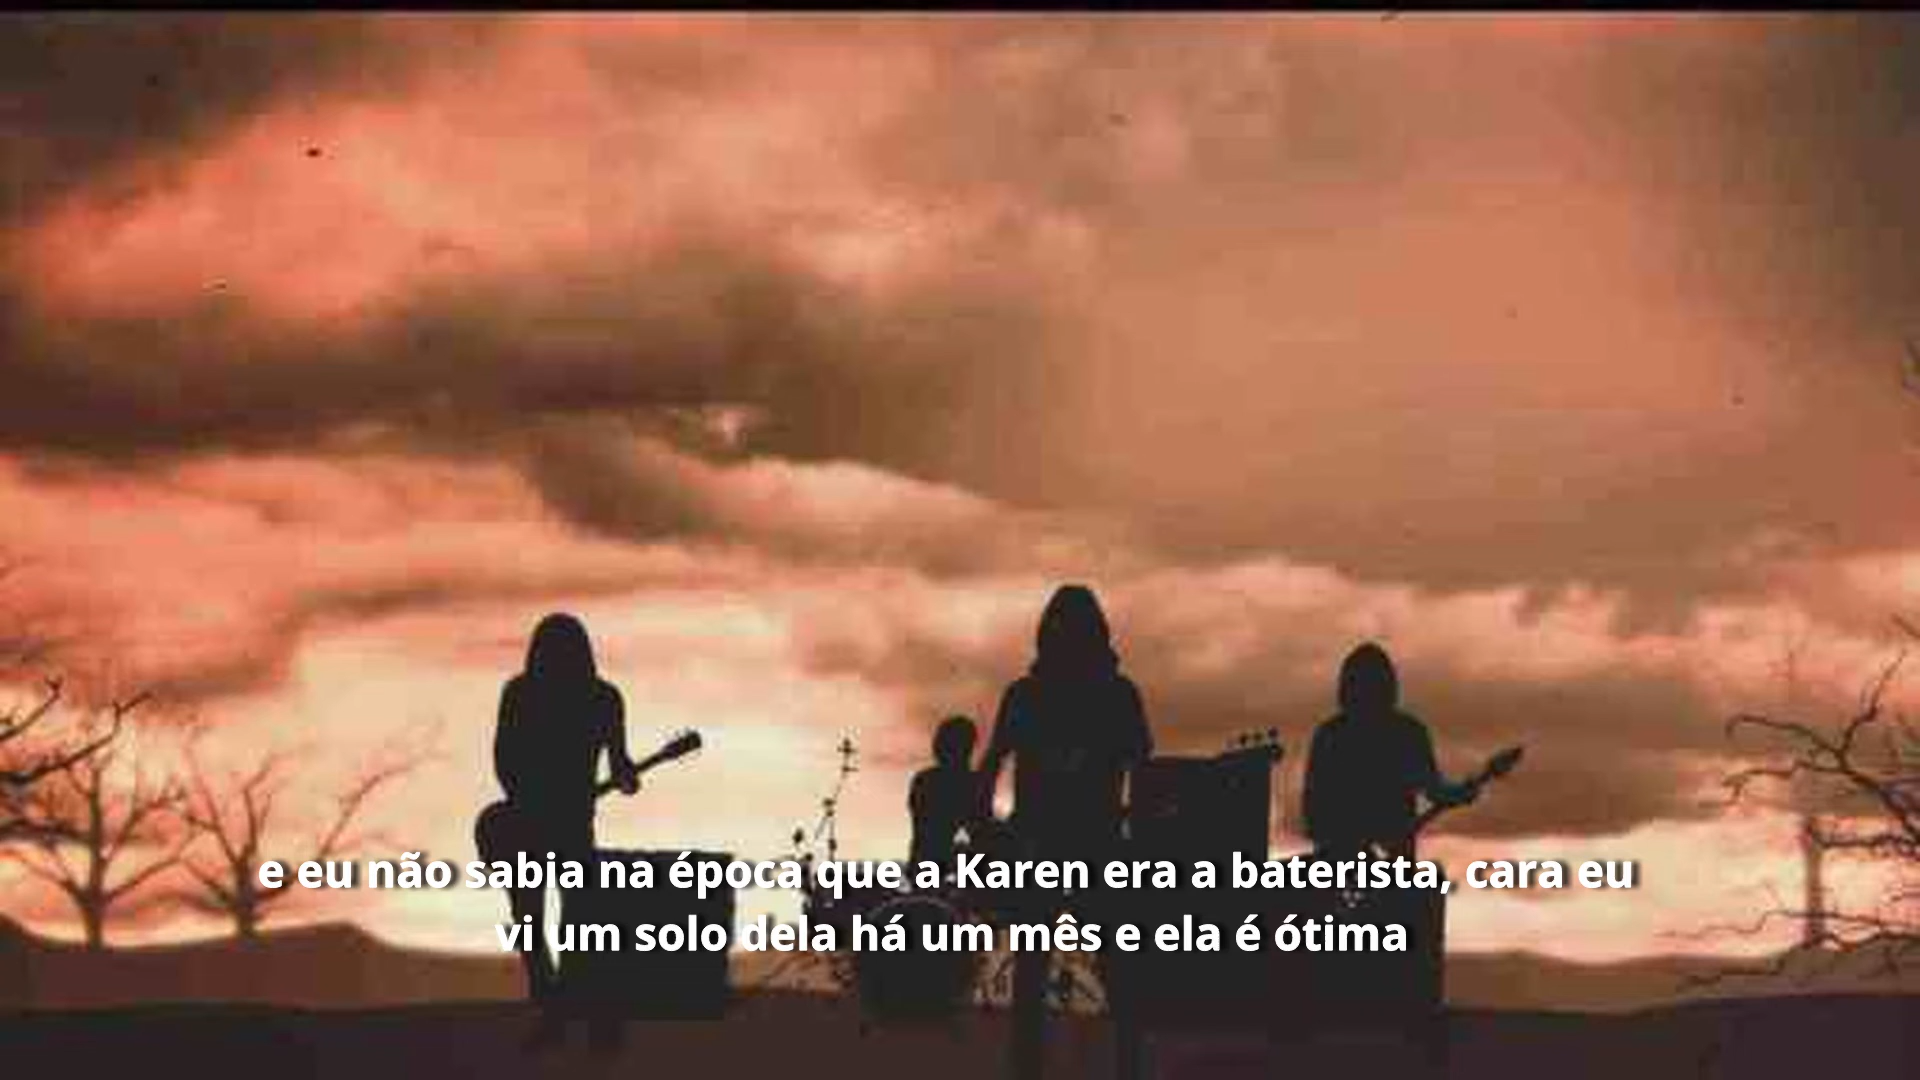 e eu não sabia na época que a Karen era a baterista, cara eu
vi um solo dela há um mês e ela é ótima